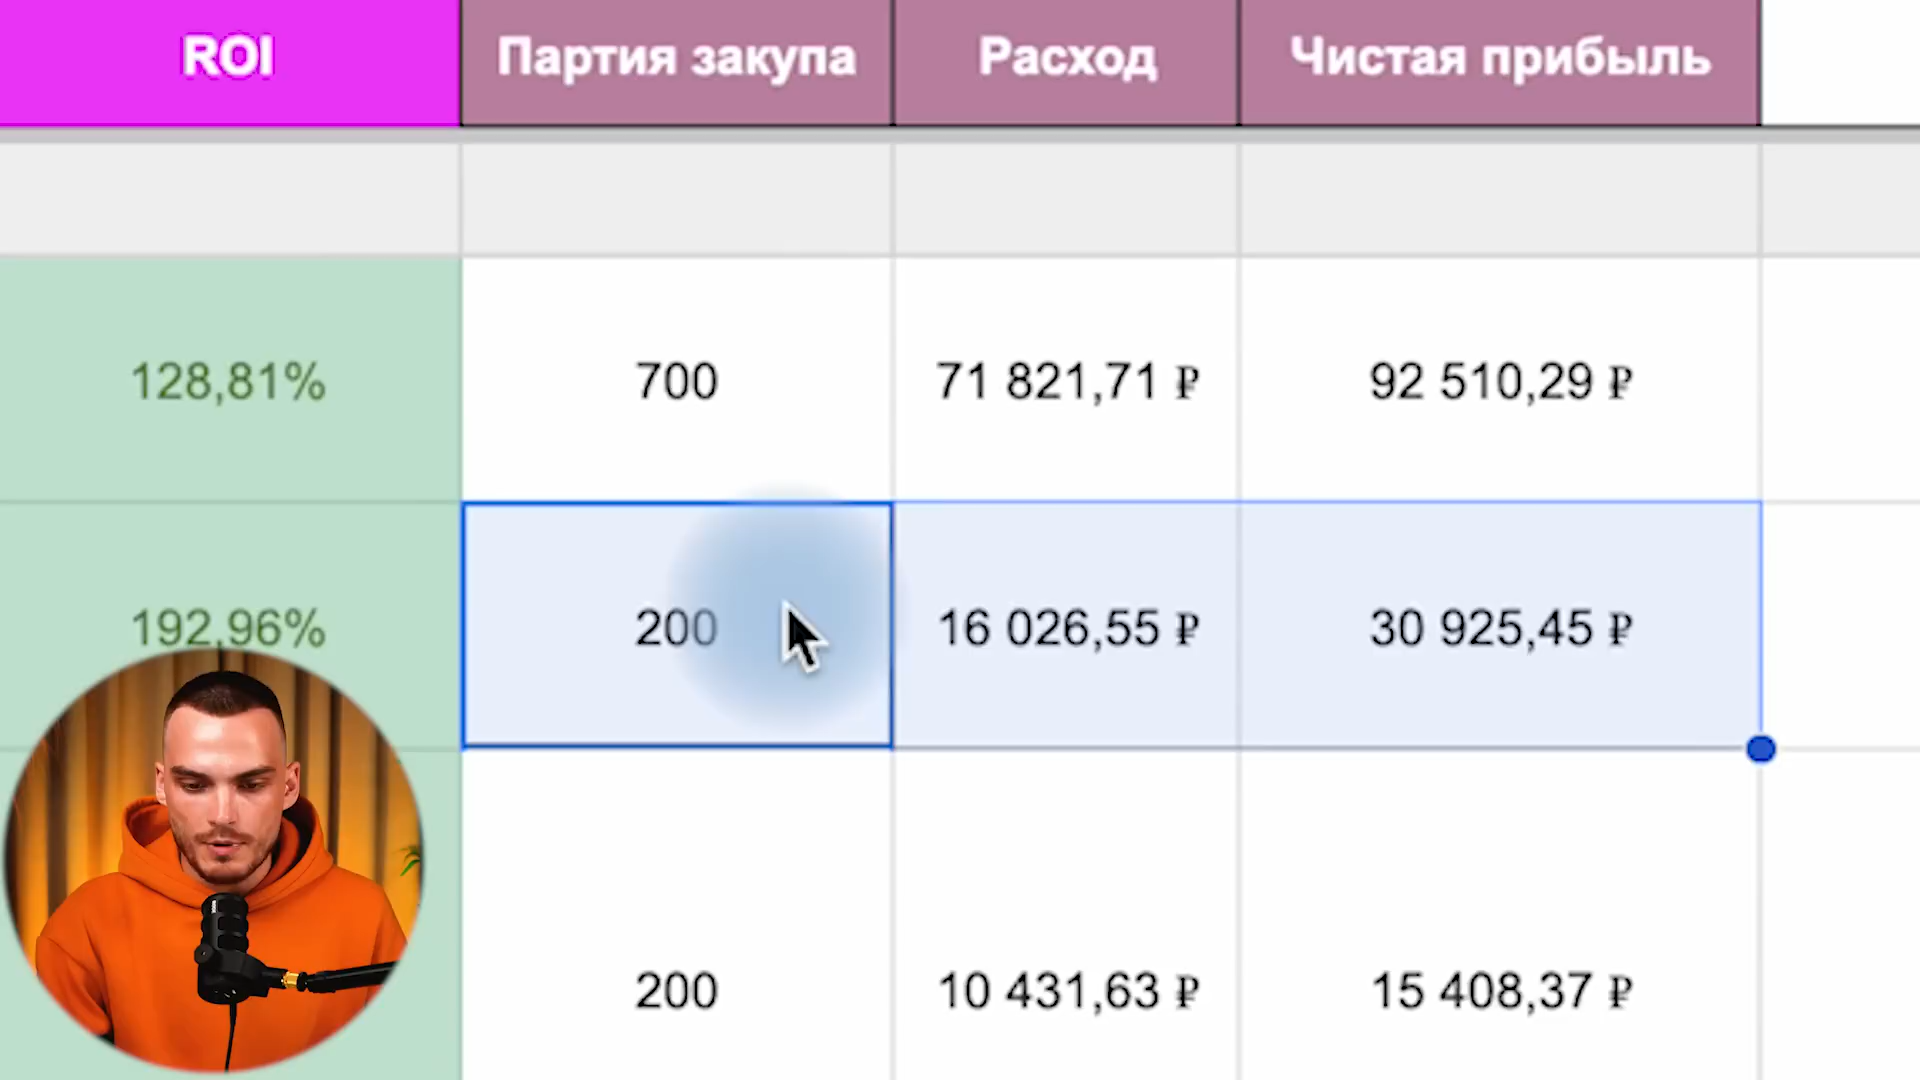 ROI Партия закупа Расход Чистая прибыль
128,81% 700 71 821,71 ₽ 92 510,29 ₽
192,96% 200 16 026,55 ₽ 30 925,45 ₽
200 10 431,63 ₽ 15 408,37 ₽